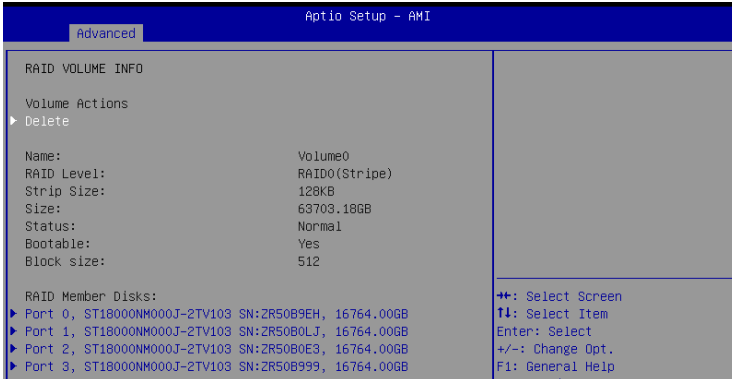 Aptio Setup - AMI
Advanced
RAID VOLUME INFO
Volume Actions
Delete
Name: Volume0
RAID Level: RAID0(Stripe)
Strip Size: 128KB
Size: 63703.18GB
Status: Normal
Bootable: Yes
Block size: 512
RAID Member Disks:
Port 0, ST18000NM000J-2TV103 SN:ZR50B9EH, 16764.00GB
Port 1, ST18000NM000J-2TV103 SN:ZR50B0LJ, 16764.00GB
Port 2, ST18000NM000J-2TV103 SN:ZR50B0E3, 16764.00GB
Port 3, ST18000NM000J-2TV103 SN:ZR50B999, 16764.00GB
→←: Select Screen
↑↓: Select Item
Enter: Select
+/-: Change Opt.
F1: General Help